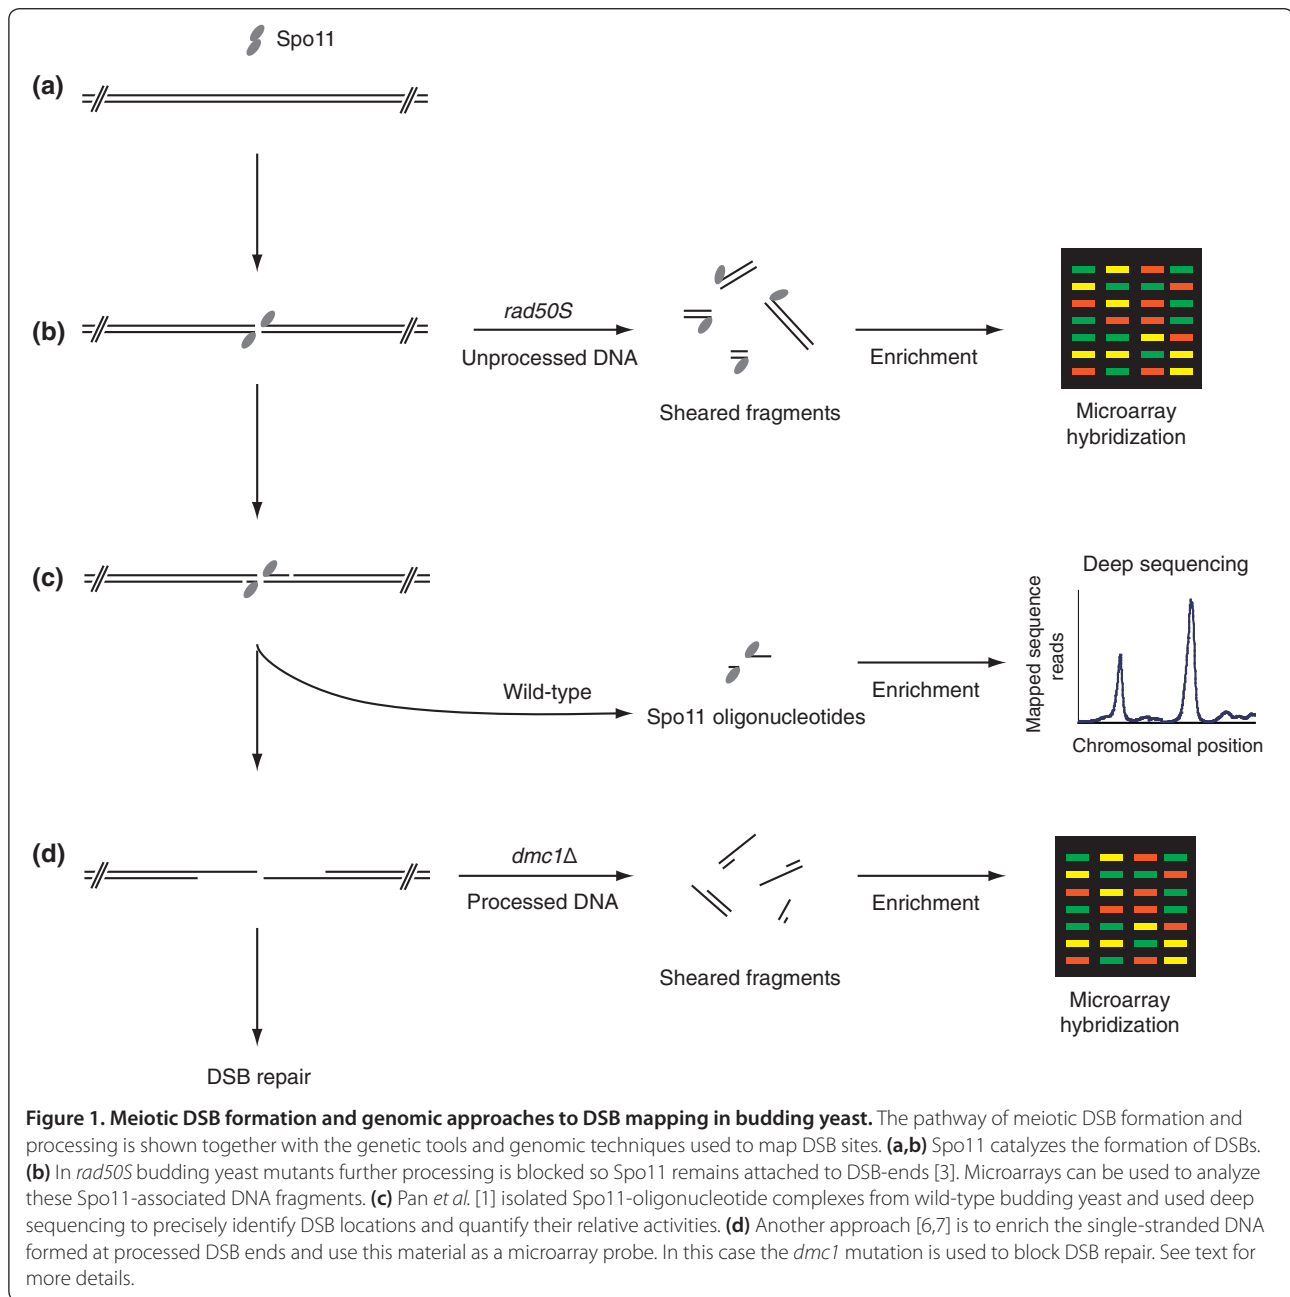 Spo11
(a)
(b)
rad50S
Unprocessed DNA
Sheared fragments
Enrichment
Microarray
hybridization
(c)
Wild-type
Spo11 oligonucleotides
Enrichment
Deep sequencing
Mapped sequence
reads
Chromosomal position
(d)
dmc1Δ
Processed DNA
Sheared fragments
Enrichment
Microarray
hybridization
DSB repair
Figure 1. Meiotic DSB formation and genomic approaches to DSB mapping in budding yeast. The pathway of meiotic DSB formation and
processing is shown together with the genetic tools and genomic techniques used to map DSB sites. (a,b) Spo11 catalyzes the formation of DSBs.
(b) In rad50S budding yeast mutants further processing is blocked so Spo11 remains attached to DSB-ends [3]. Microarrays can be used to analyze
these Spo11-associated DNA fragments. (c) Pan et al. [1] isolated Spo11-oligonucleotide complexes from wild-type budding yeast and used deep
sequencing to precisely identify DSB locations and quantify their relative activities. (d) Another approach [6,7] is to enrich the single-stranded DNA
formed at processed DSB ends and use this material as a microarray probe. In this case the dmc1 mutation is used to block DSB repair. See text for
more details.